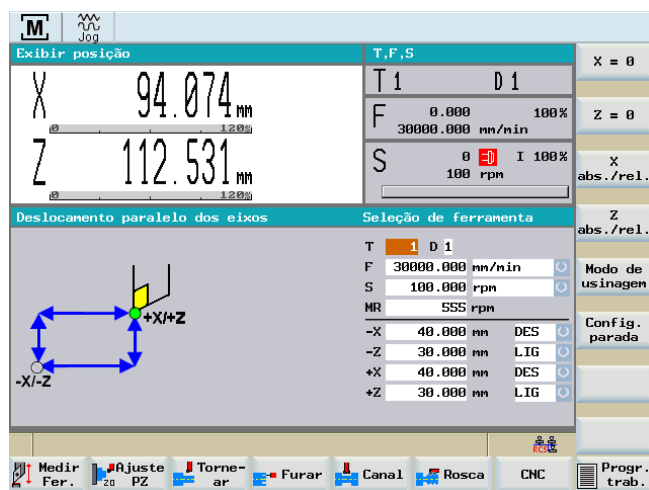 M Jog
Exibir posição
X 94.074 mm
0 120%
Z 112.531 mm
0 120%
T,F,S
T 1 D 1
F 0.000 100%
30000.000 mm/min
S 0 I 100%
100 rpm
Deslocamento paralelo dos eixos
+X/+Z
-X/-Z
Seleção de ferramenta
T 1 D 1
F 30000.000 mm/min
S 100.000 rpm
MR 555 rpm
-X 40.000 mm DES
-Z 30.000 mm LIG
+X 40.000 mm DES
+Z 30.000 mm LIG
X = 0
Z = 0
X
abs./rel.
Z
abs./rel.
Modo de
usinagem
Config.
parada
RCS
Medir
Fer.
Ajuste
Z0 PZ
Torne-
ar
Furar
Canal
Rosca
CNC
Progr.
trab.